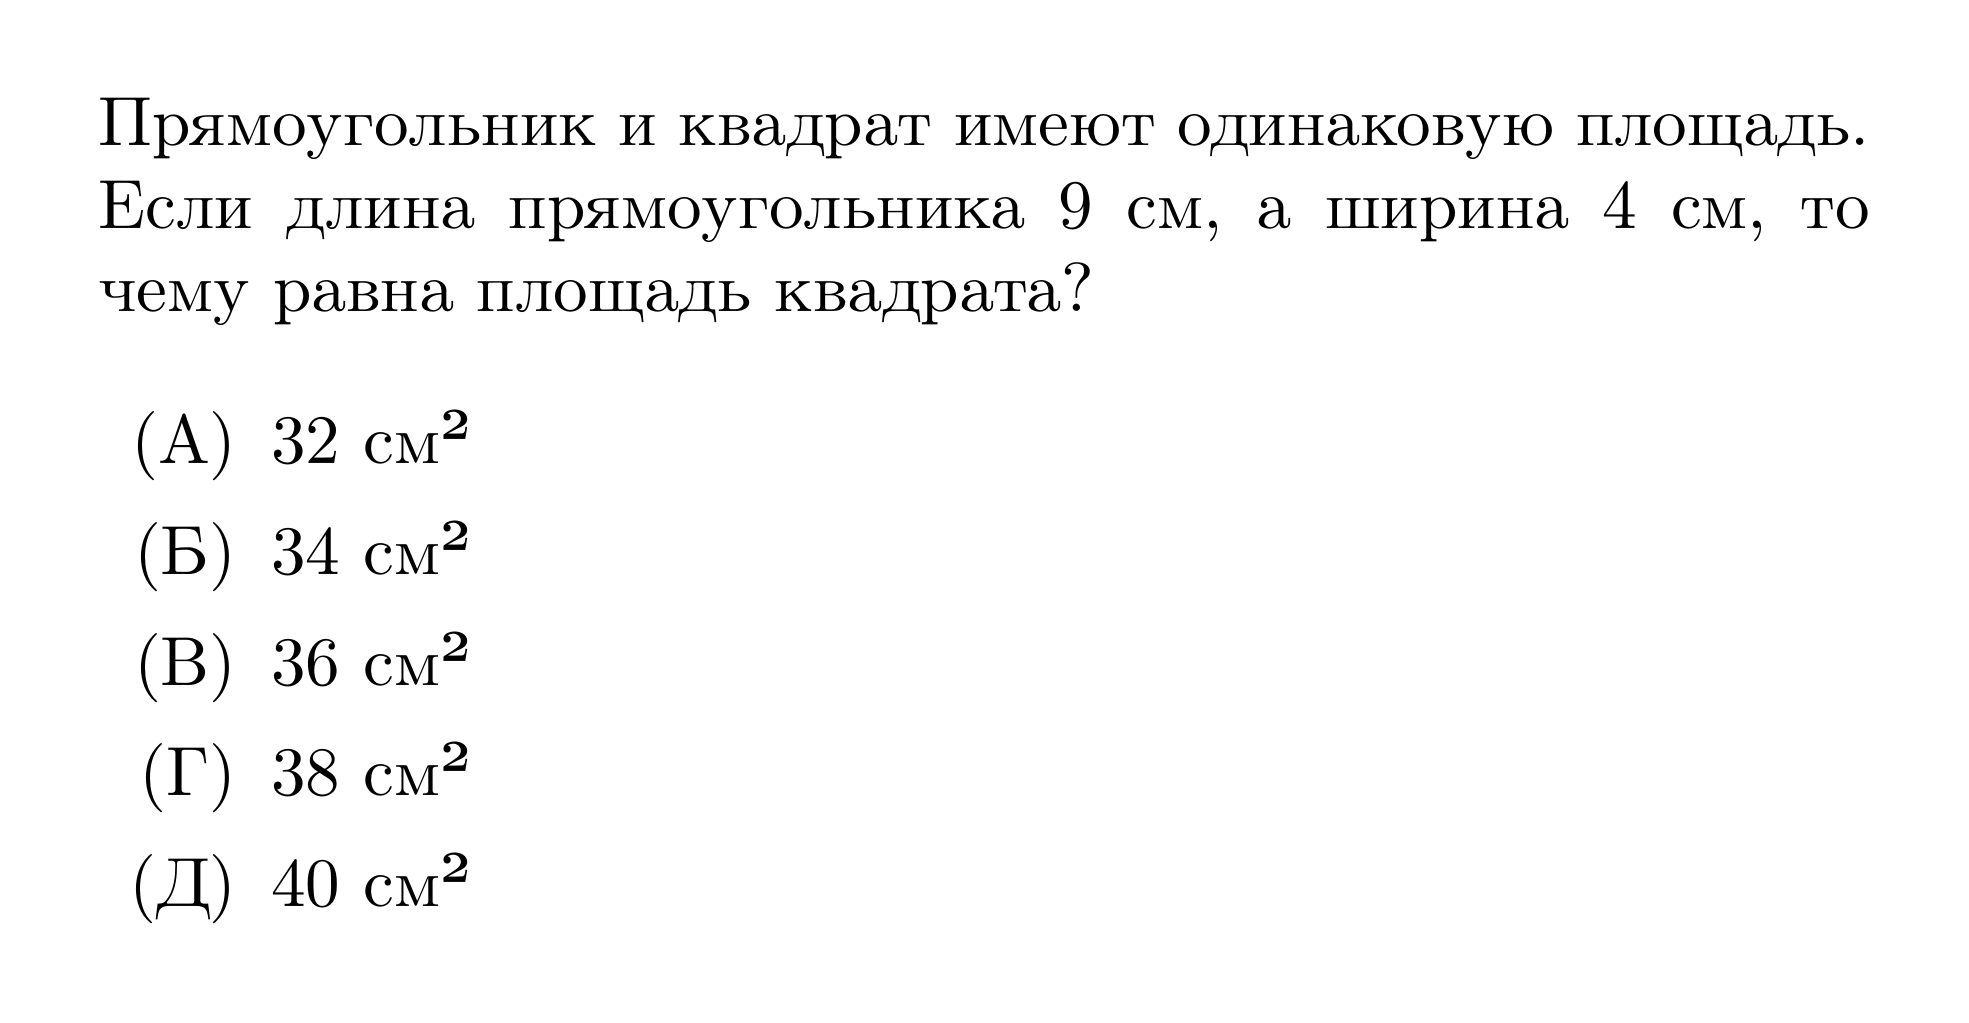 Прямоугольник и квадрат имеют одинаковую площадь.
Если длина прямоугольника 9 см, а ширина 4 см, то
чему равна площадь квадрата?
(А) 32 см²
(Б) 34 см²
(В) 36 см²
(Г) 38 см²
(Д) 40 см²